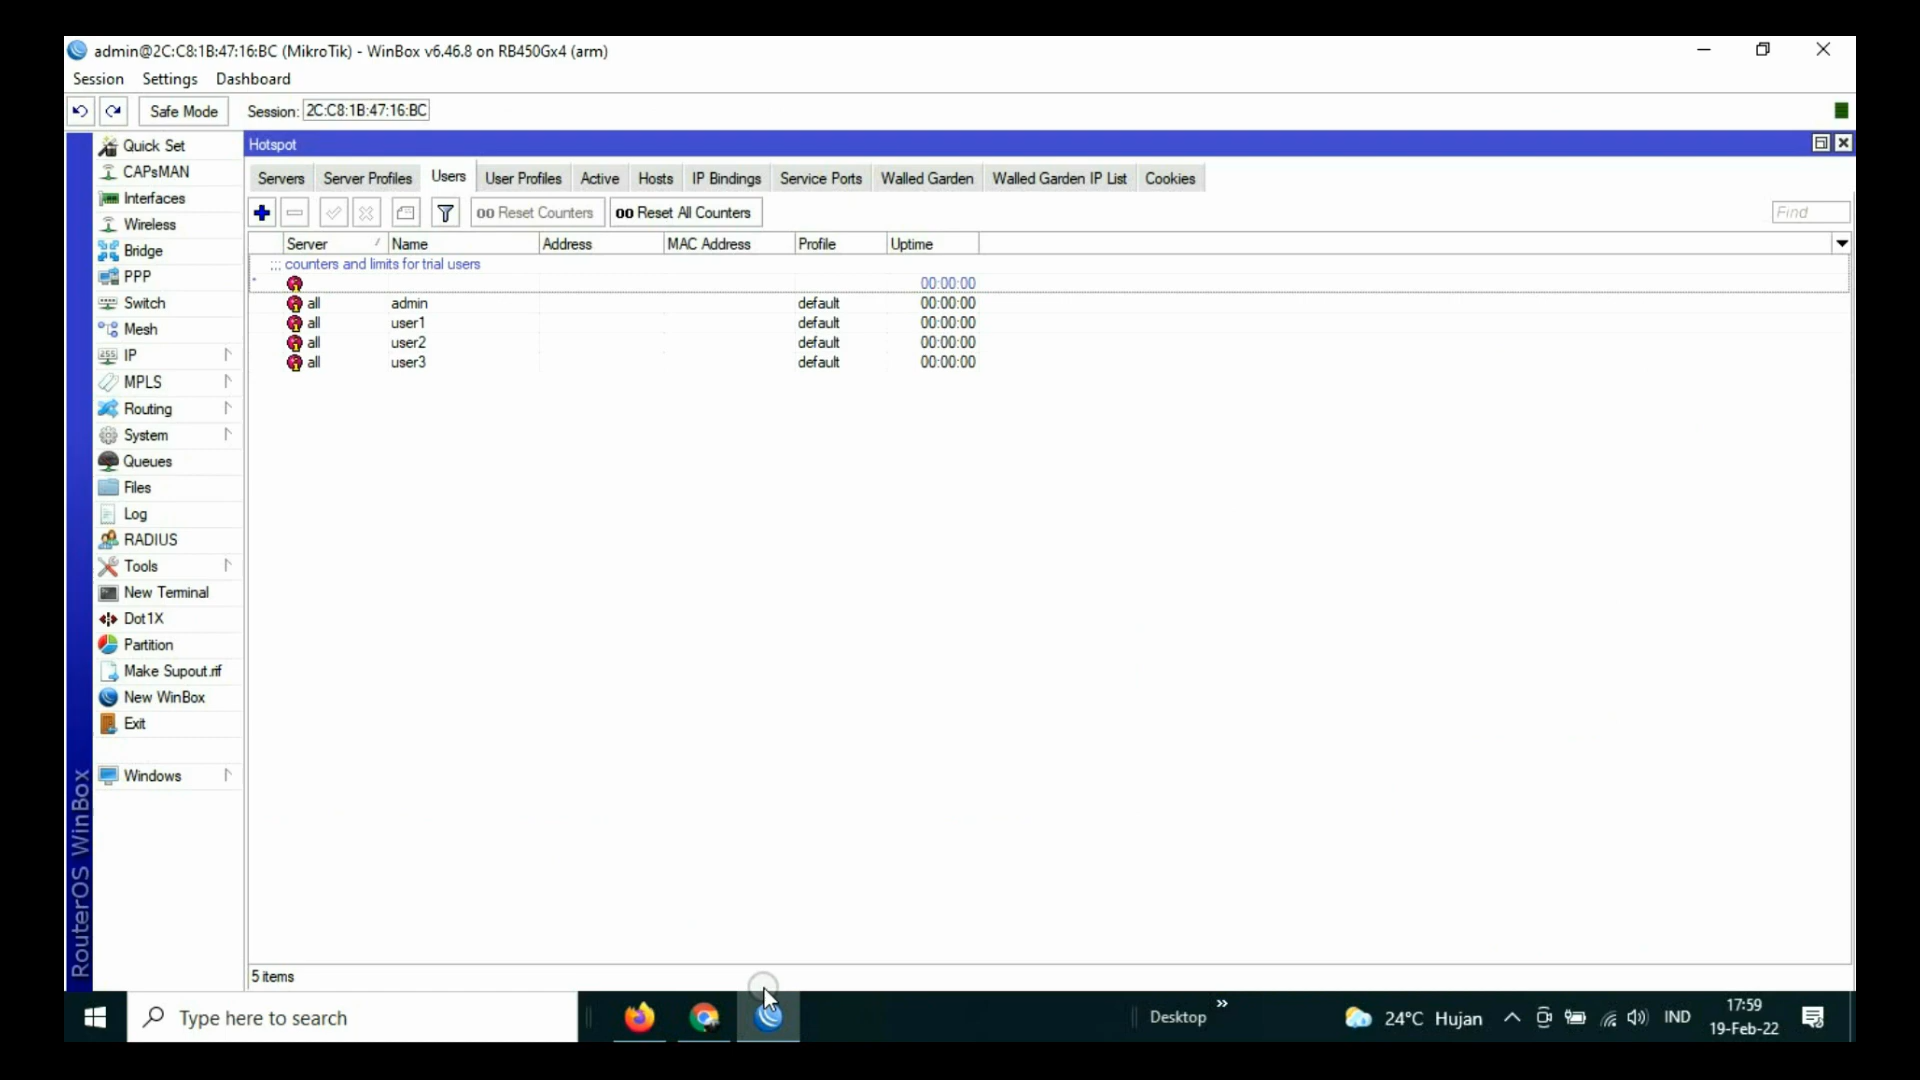 admin@2C:C8:1B:47:16:BC (MikroTik) - WinBox v6.46.8 on RB450Gx4 (arm)
Session Settings Dashboard
Safe Mode Session: 2C:C8:1B:47:16:BC
Hotspot
Servers Server Profiles Users User Profiles Active Hosts IP Bindings Service Ports Walled Garden Walled Garden IP List Cookies
00 Reset Counters 00 Reset All Counters Find
Server Name Address MAC Address Profile Uptime
::: counters and limits for trial users
00:00:00
all admin default 00:00:00
all user1 default 00:00:00
all user2 default 00:00:00
all user3 default 00:00:00
5 items
Quick Set
CAPsMAN
Interfaces
Wireless
Bridge
PPP
Switch
Mesh
255 IP
MPLS
Routing
System
Queues
Files
Log
RADIUS
Tools
New Terminal
Dot1X
Partition
Make Supout.rif
New WinBox
Exit
Windows
RouterOS WinBox
Type here to search
Desktop
24°C Hujan
IND
17:59
19-Feb-22